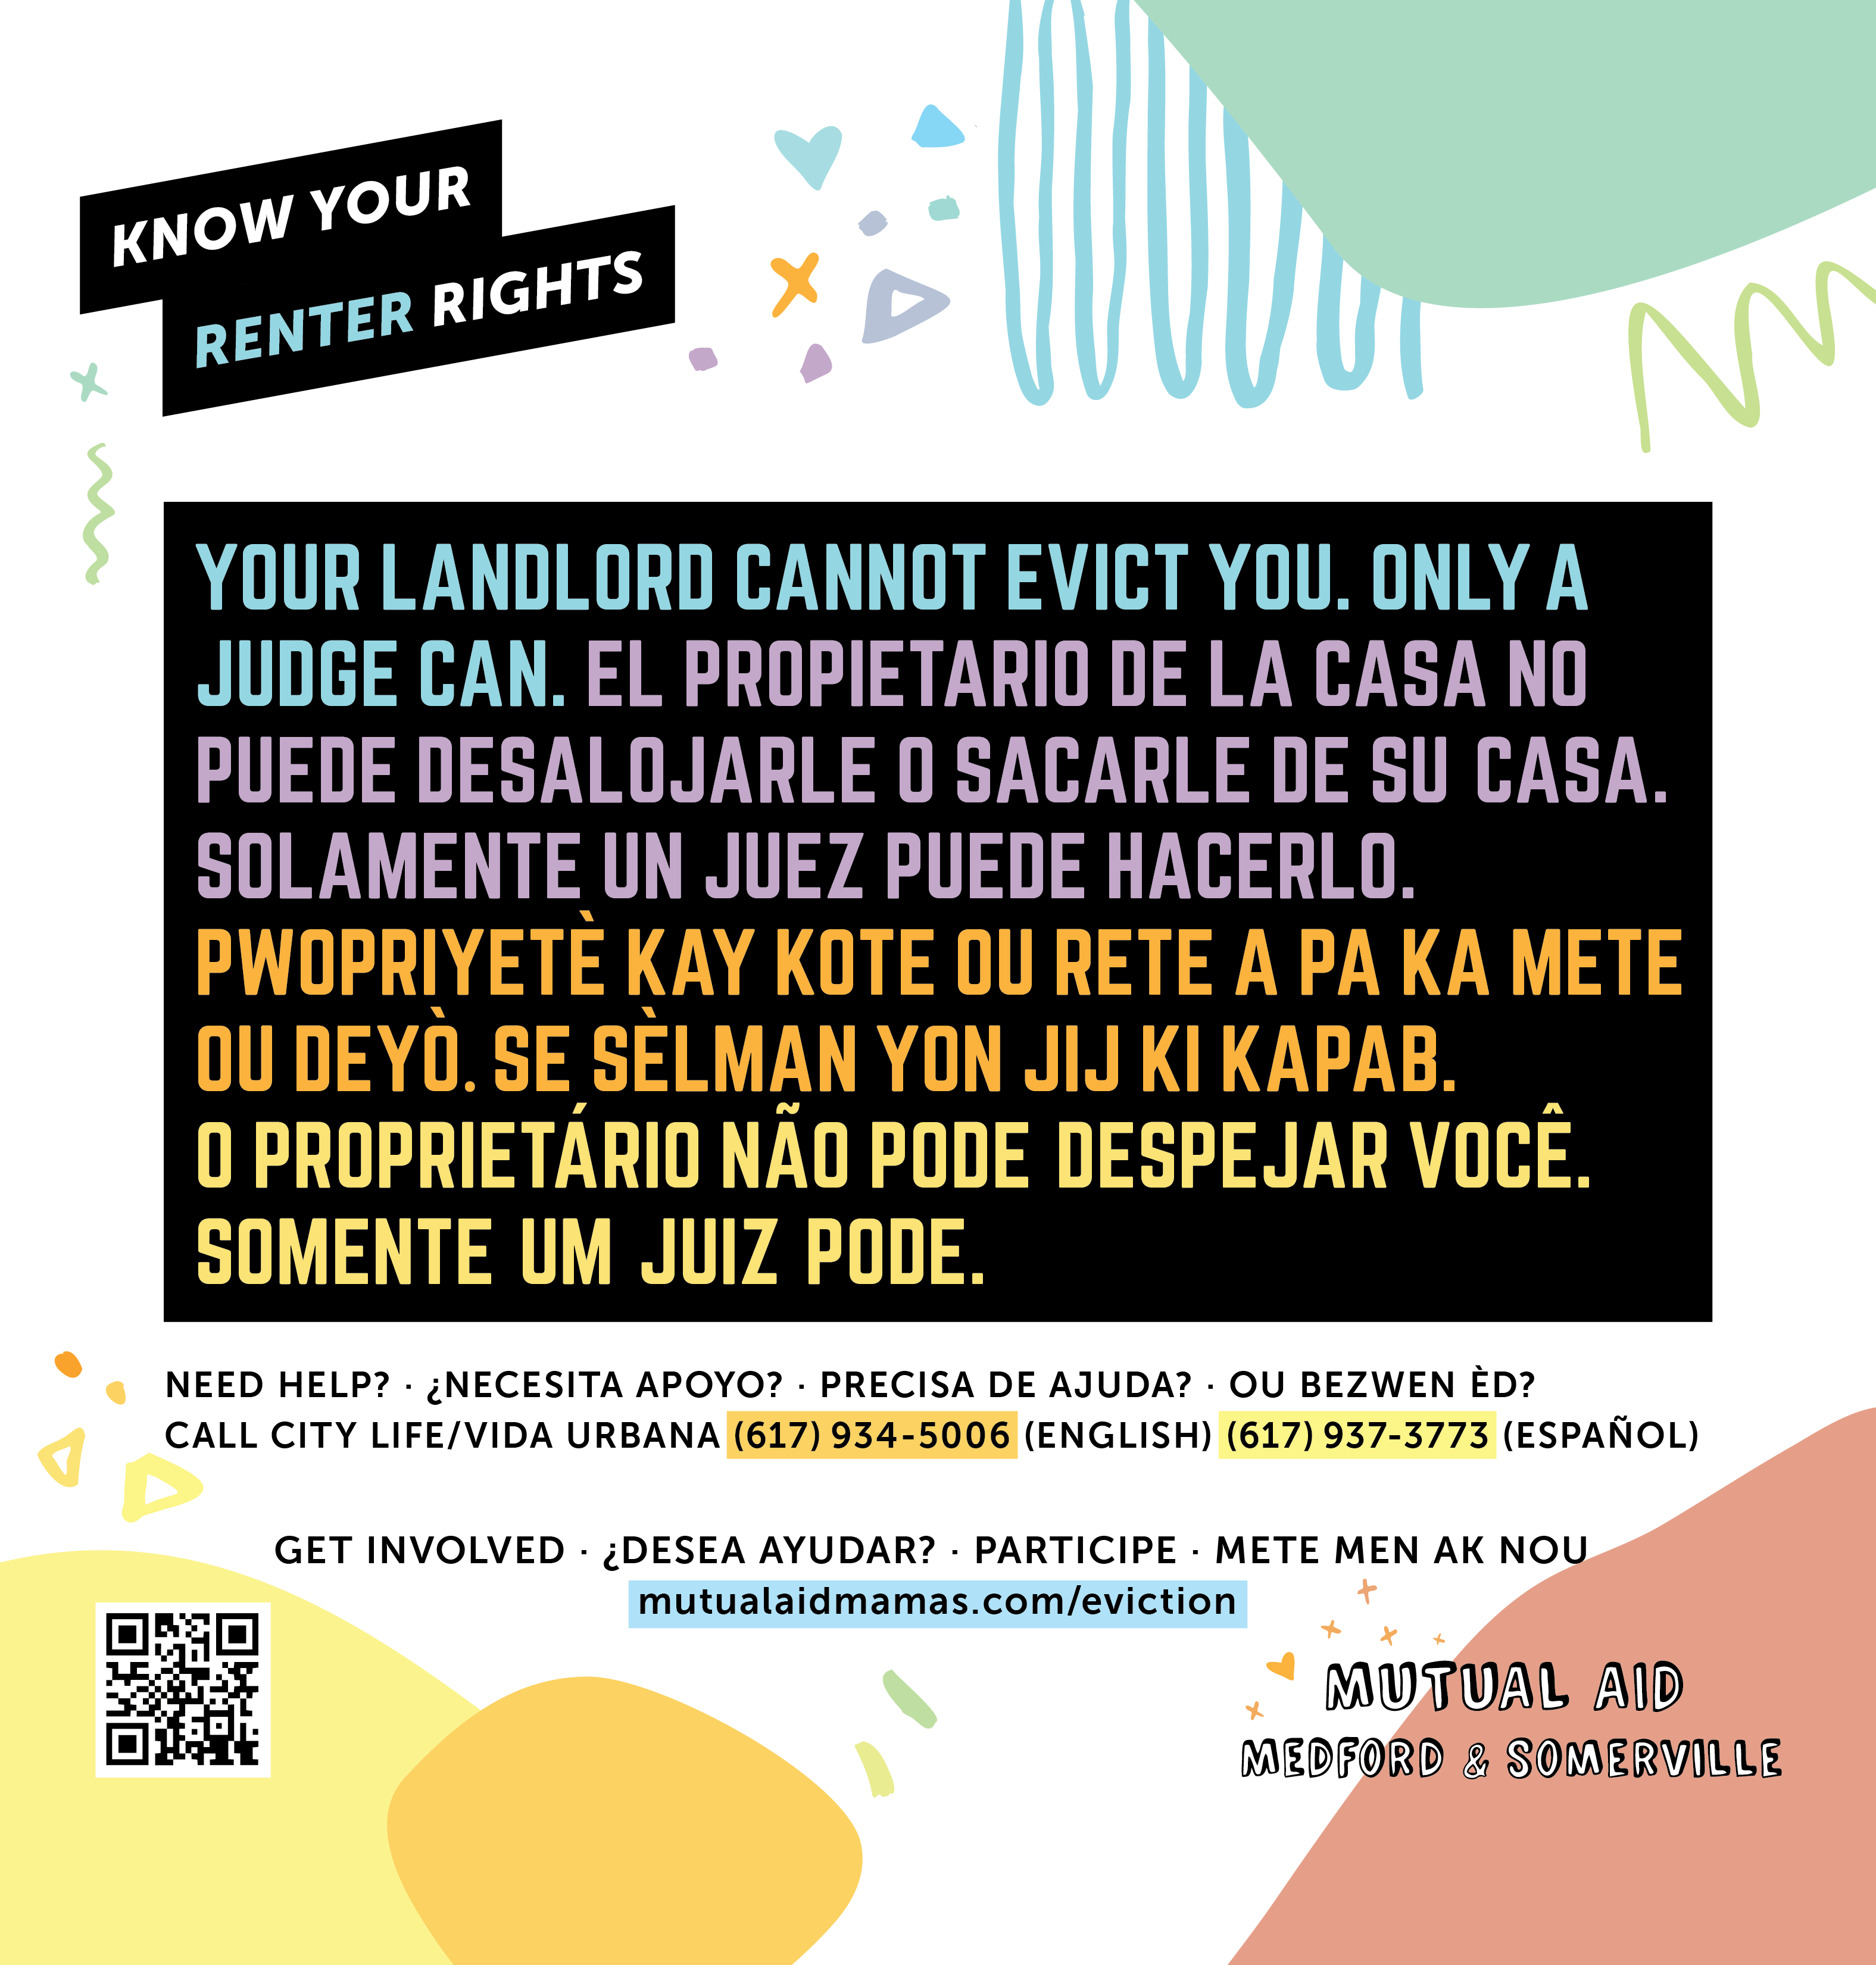 KNOW YOUR
RENTER RIGHTS
YOUR LANDLORD CANNOT EVICT YOU. ONLY A
JUDGE CAN. EL PROPIETARIO DE LA CASA NO
PUEDE DESALOJARLE O SACARLE DE SU CASA.
SOLAMENTE UN JUEZ PUEDE HACERLO.
PWOPRIYETÈ KAY KOTE OU RETE A PA KA METE
OU DEYÒ. SE SÈLMAN YON JIJ KI KAPAB.
O PROPRIETÁRIO NÃO PODE DESPEJAR VOCÊ.
SOMENTE UM JUIZ PODE.
NEED HELP? · ¿NECESITA APOYO? · PRECISA DE AJUDA? · OU BEZWEN ÈD?
CALL CITY LIFE/VIDA URBANA (617) 934-5006 (ENGLISH) (617) 937-3773 (ESPAÑOL)
GET INVOLVED · ¿DESEA AYUDAR? · PARTICIPE · METE MEN AK NOU
mutualaidmamas.com/eviction
MUTUAL AID
MEDFORD & SOMERVILLE